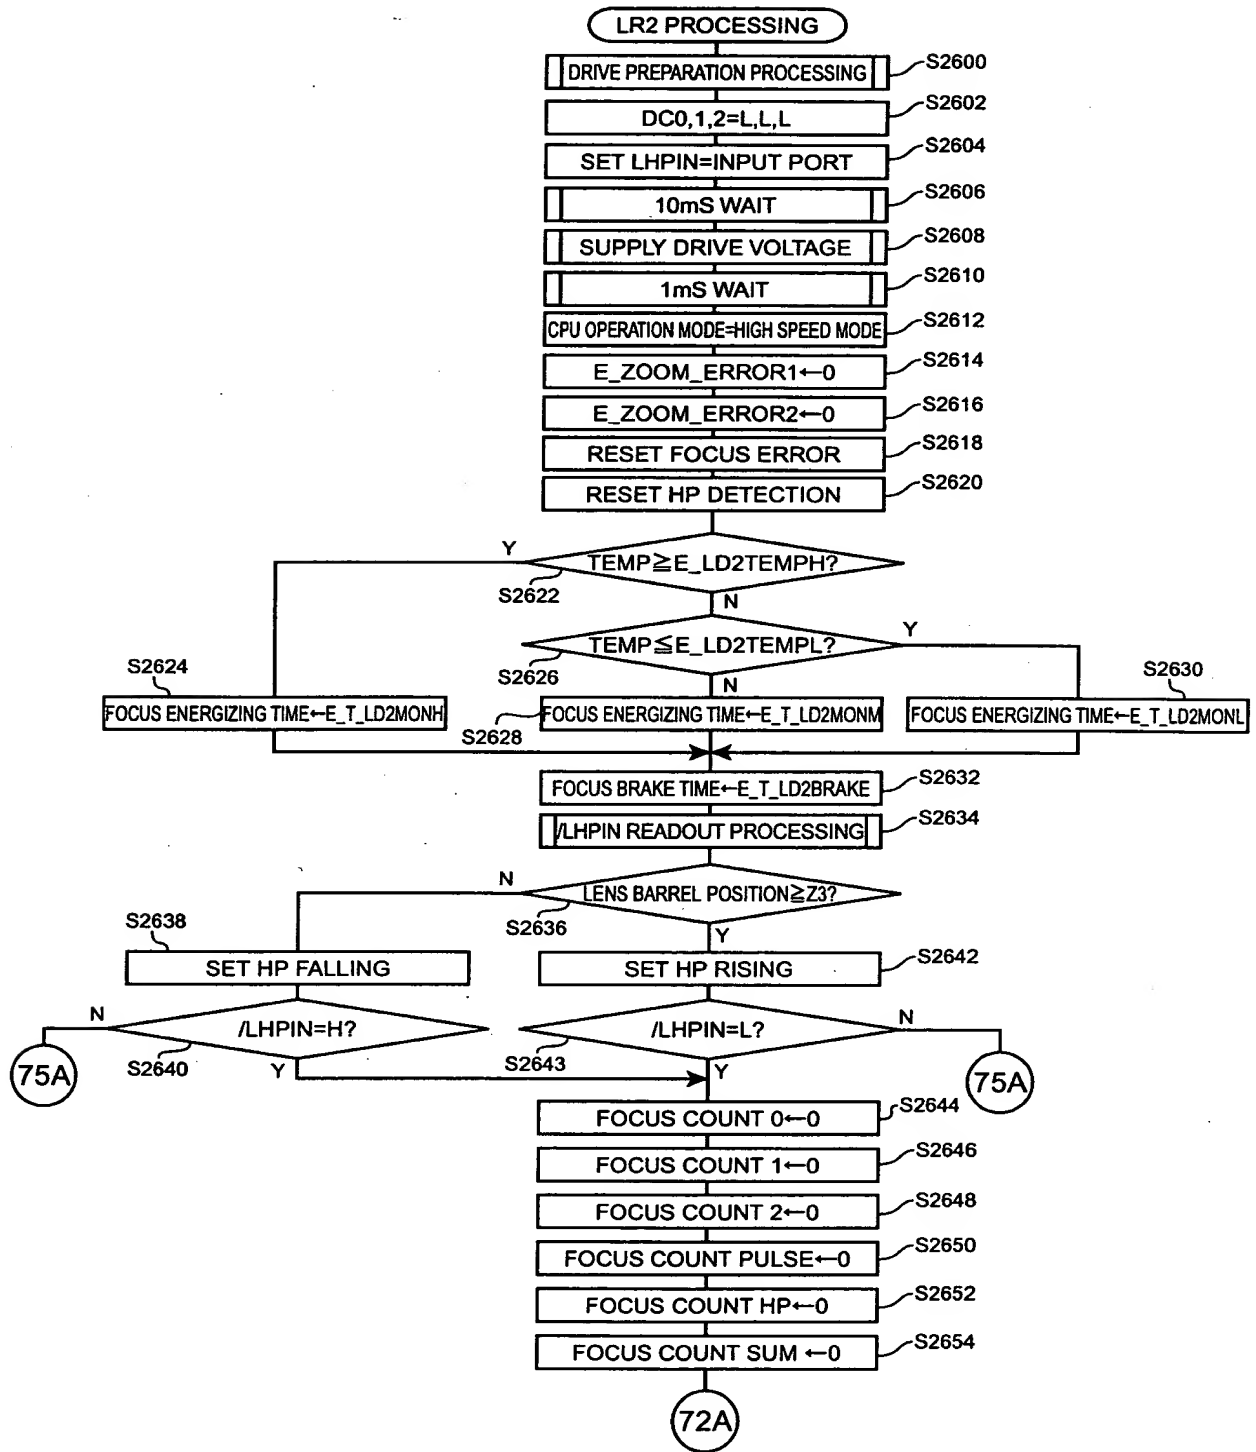 LR2 PROCESSING
DRIVE PREPARATION PROCESSING
S2600
DC0,1,2=L,L,L
S2602
SET LHPIN=INPUT PORT
S2604
10mS WAIT
S2606
SUPPLY DRIVE VOLTAGE
S2608
1mS WAIT
S2610
CPU OPERATION MODE=HIGH SPEED MODE
S2612
E_ZOOM_ERROR1←0
S2614
E_ZOOM_ERROR2←0
S2616
RESET FOCUS ERROR
S2618
RESET HP DETECTION
S2620
Y
TEMP≧E_LD2TEMPH?
S2622
N
TEMP≦E_LD2TEMPL?
Y
S2626
N
S2624
FOCUS ENERGIZING TIME←E_T_LD2MONH
FOCUS ENERGIZING TIME←E_T_LD2MONM
S2628
S2630
FOCUS ENERGIZING TIME←E_T_LD2MONL
FOCUS BRAKE TIME←E_T_LD2BRAKE
S2632
/LHPIN READOUT PROCESSING
S2634
N
LENS BARREL POSITION≧Z3?
S2636
Y
S2638
SET HP FALLING
SET HP RISING
S2642
N
/LHPIN=H?
S2640
Y
/LHPIN=L?
N
S2643
Y
75A
75A
FOCUS COUNT 0←0
S2644
FOCUS COUNT 1←0
S2646
FOCUS COUNT 2←0
S2648
FOCUS COUNT PULSE←0
S2650
FOCUS COUNT HP←0
S2652
FOCUS COUNT SUM ←0
S2654
72A